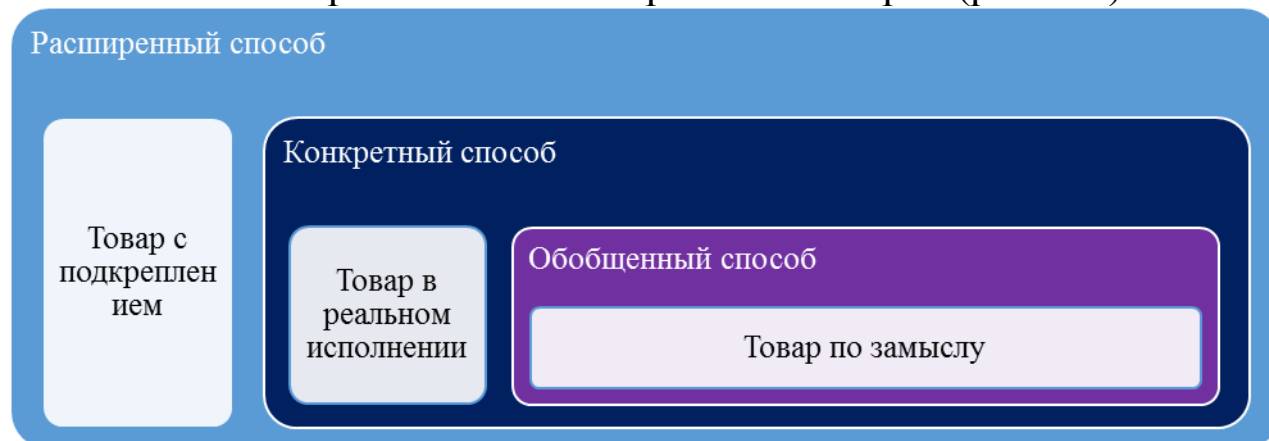 Расширенный способ
Конкретный способ
Товар с
подкреплен
ием
Товар в
реальном
исполнении
Обобщенный способ
Товар по замыслу